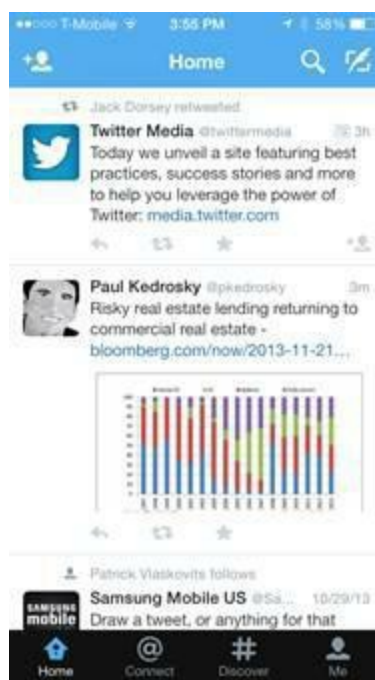 T-Mobile 3:55 PM 58%
Home
Jack Dorsey retweeted
Twitter Media @twittermedia 3h
Today we unveil a site featuring best
practices, success stories and more
to help you leverage the power of
Twitter: media.twitter.com
Paul Kedrosky @pkedrosky 3m
Risky real estate lending returning to
commercial real estate -
bloomberg.com/now/2013-11-21...
Patrick Vlaskovits follows
SAMSUNG
mobile
Samsung Mobile US @Sa... 10/29/13
Draw a tweet, or anything for that
Home Connect Discover Me